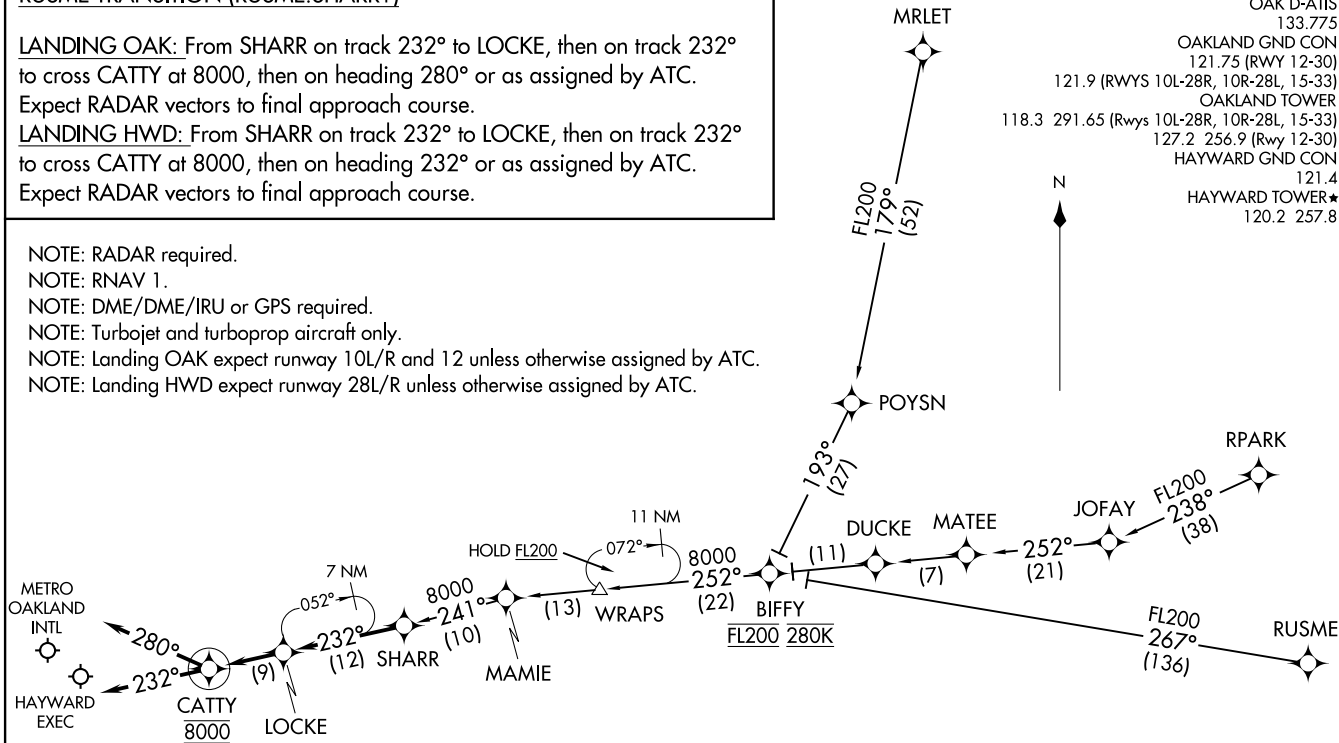 RUSME TRANSITION (RUSME.SHARR1)
LANDING OAK: From SHARR on track 232° to LOCKE, then on track 232°
to cross CATTY at 8000, then on heading 280° or as assigned by ATC.
Expect RADAR vectors to final approach course.
LANDING HWD: From SHARR on track 232° to LOCKE, then on track 232°
to cross CATTY at 8000, then on heading 232° or as assigned by ATC.
Expect RADAR vectors to final approach course.
OAK D-ATIS
133.775
OAKLAND GND CON
121.75 (RWY 12-30)
121.9 (RWYS 10L-28R, 10R-28L, 15-33)
OAKLAND TOWER
118.3 291.65 (Rwys 10L-28R, 10R-28L, 15-33)
127.2 256.9 (Rwy 12-30)
HAYWARD GND CON
121.4
HAYWARD TOWER★
120.2 257.8
NOTE: RADAR required.
NOTE: RNAV 1.
NOTE: DME/DME/IRU or GPS required.
NOTE: Turbojet and turboprop aircraft only.
NOTE: Landing OAK expect runway 10L/R and 12 unless otherwise assigned by ATC.
NOTE: Landing HWD expect runway 28L/R unless otherwise assigned by ATC.
MRLET
FL200
179°
(52)
N
POYSN
193°
(27)
RPARK
FL200
238°
(38)
JOFAY
252°
(21)
MATEE
(7)
DUCKE
(11)
BIFFY
FL200 280K
FL200
267°
(136)
RUSME
8000
252°
(22)
11 NM
072°
HOLD FL200
WRAPS
(13)
MAMIE
8000
241°
(10)
SHARR
7 NM
052°
232°
(12)
LOCKE
(9)
CATTY
8000
280°
232°
METRO
OAKLAND
INTL
HAYWARD
EXEC